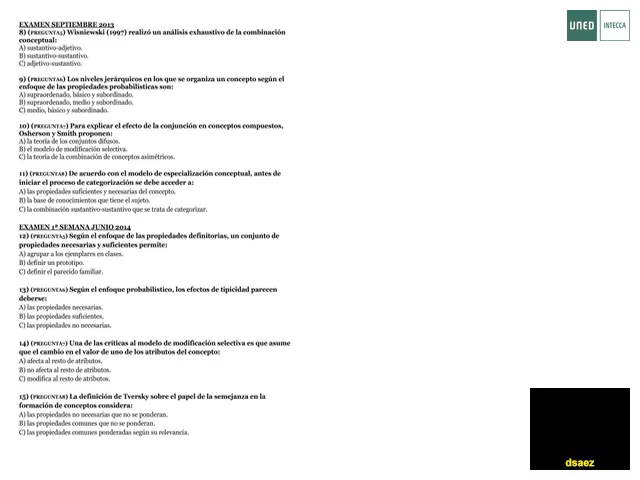 EXAMEN SEPTIEMBRE 2013
8) (PREGUNTA5) Wisniewski (1997) realizó un análisis exhaustivo de la combinación
conceptual:
A) sustantivo-adjetivo.
B) sustantivo-sustantivo.
C) adjetivo-sustantivo.
9) (PREGUNTA6) Los niveles jerárquicos en los que se organiza un concepto según el
enfoque de las propiedades probabilísticas son:
A) supraordenado, básico y subordinado.
B) supraordenado, medio y subordinado.
C) medio, básico y subordinado.
10) (PREGUNTA7) Para explicar el efecto de la conjunción en conceptos compuestos,
Osherson y Smith proponen:
A) la teoría de los conjuntos difusos.
B) el modelo de modificación selectiva.
C) la teoría de la combinación de conceptos asimétricos.
11) (PREGUNTA8) De acuerdo con el modelo de especialización conceptual, antes de
iniciar el proceso de categorización se debe acceder a:
A) las propiedades suficientes y necesarias del concepto.
B) la base de conocimientos que tiene el sujeto.
C) la combinación sustantivo-sustantivo que se trata de categorizar.
EXAMEN 1ª SEMANA JUNIO 2014
12) (PREGUNTA5) Según el enfoque de las propiedades definitorias, un conjunto de
propiedades necesarias y suficientes permite:
A) agrupar a los ejemplares en clases.
B) definir un prototipo.
C) definir el parecido familiar.
13) (PREGUNTA6) Según el enfoque probabilístico, los efectos de tipicidad parecen
deberse:
A) las propiedades necesarias.
B) las propiedades suficientes.
C) las propiedades no necesarias.
14) (PREGUNTA7) Una de las críticas al modelo de modificación selectiva es que asume
que el cambio en el valor de uno de los atributos del concepto:
A) afecta al resto de atributos.
B) no afecta al resto de atributos.
C) modifica al resto de atributos.
15) (PREGUNTA8) La definición de Tversky sobre el papel de la semejanza en la
formación de conceptos considera:
A) las propiedades no necesarias que no se ponderan.
B) las propiedades comunes que no se ponderan.
C) las propiedades comunes ponderadas según su relevancia.
UNED INTECCA
dsaez